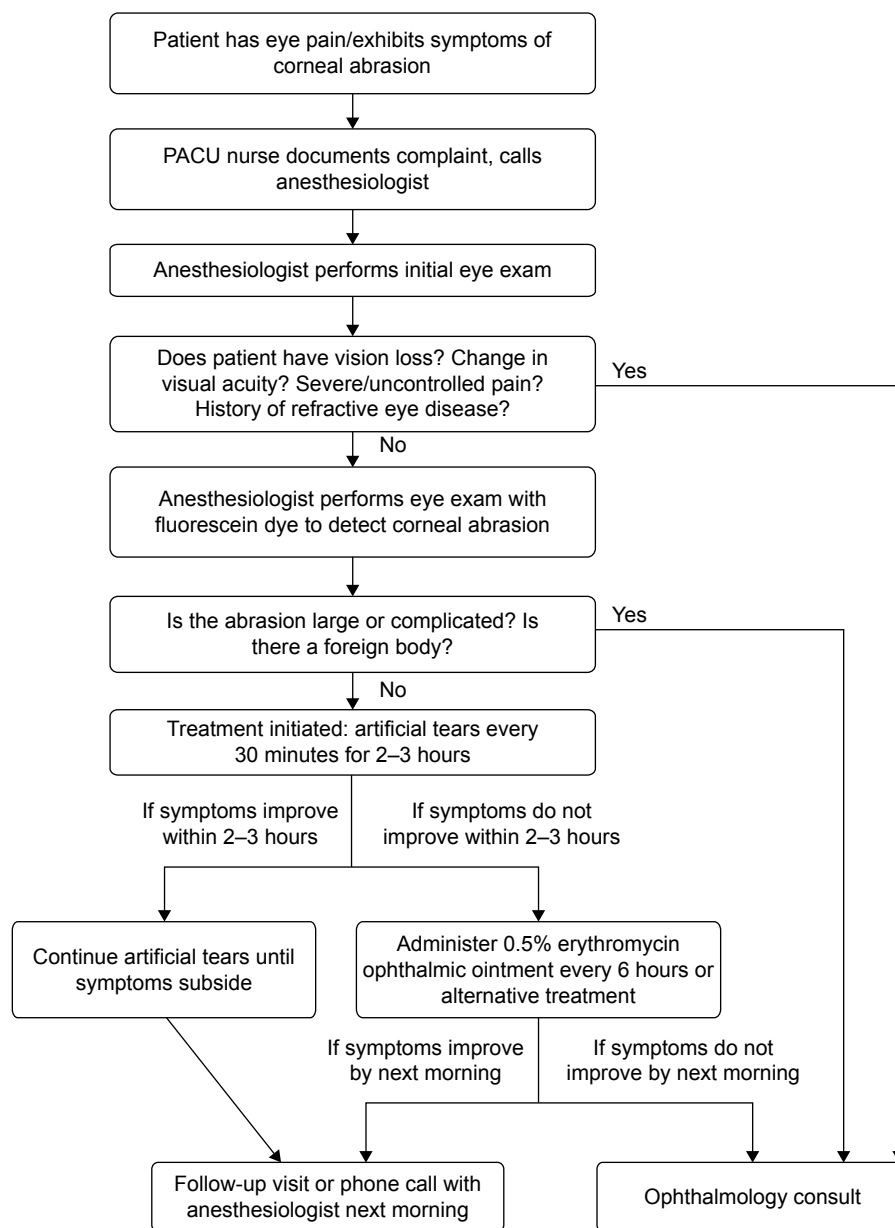 Patient has eye pain/exhibits symptoms of
corneal abrasion
PACU nurse documents complaint, calls
anesthesiologist
Anesthesiologist performs initial eye exam
Does patient have vision loss? Change in
visual acuity? Severe/uncontrolled pain?
History of refractive eye disease?
Yes
No
Anesthesiologist performs eye exam with
fluorescein dye to detect corneal abrasion
Is the abrasion large or complicated? Is
there a foreign body?
Yes
No
Treatment initiated: artificial tears every
30 minutes for 2–3 hours
If symptoms improve
within 2–3 hours
If symptoms do not
improve within 2–3 hours
Continue artificial tears until
symptoms subside
Administer 0.5% erythromycin
ophthalmic ointment every 6 hours or
alternative treatment
If symptoms improve
by next morning
If symptoms do not
improve by next morning
Follow-up visit or phone call with
anesthesiologist next morning
Ophthalmology consult